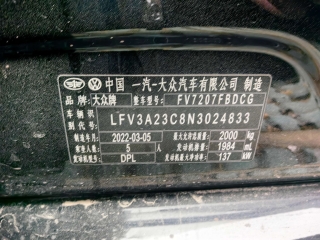 中国 一汽-大众汽车有限公司 制造
品牌 大众牌 整车型号 FV7207FBDCG
车辆识别代号 LFV3A23C8N3024833
制造年月 2022-03-05 最大允许总质量 2000 kg
乘坐人数 5 人 发动机排量 1984 mL
发动机型号 DPL 发动机最大净功率 137 kW